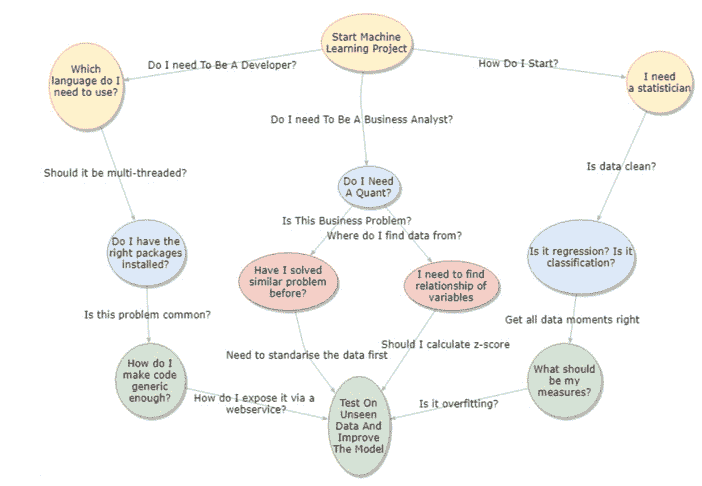 Start Machine
Learning Project
Do I need To Be A Developer?
How Do I Start?
Which
language do I
need to use?
I need
a statistician
Do I need To Be A Business Analyst?
Should it be multi-threaded?
Is data clean?
Do I Need
A Quant?
Is This Business Problem?
Where do I find data from?
Do I have the
right packages
installed?
Is it regression? Is it
classification?
Have I solved
similar problem
before?
I need to find
relationship of
variables
Is this problem common?
Get all data moments right
Should I calculate z-score
Need to standarise the data first
How do I
make code
generic
enough?
What should
be my
measures?
How do I expose it via a
webservice?
Is it overfitting?
Test On
Unseen
Data And
Improve
The Model